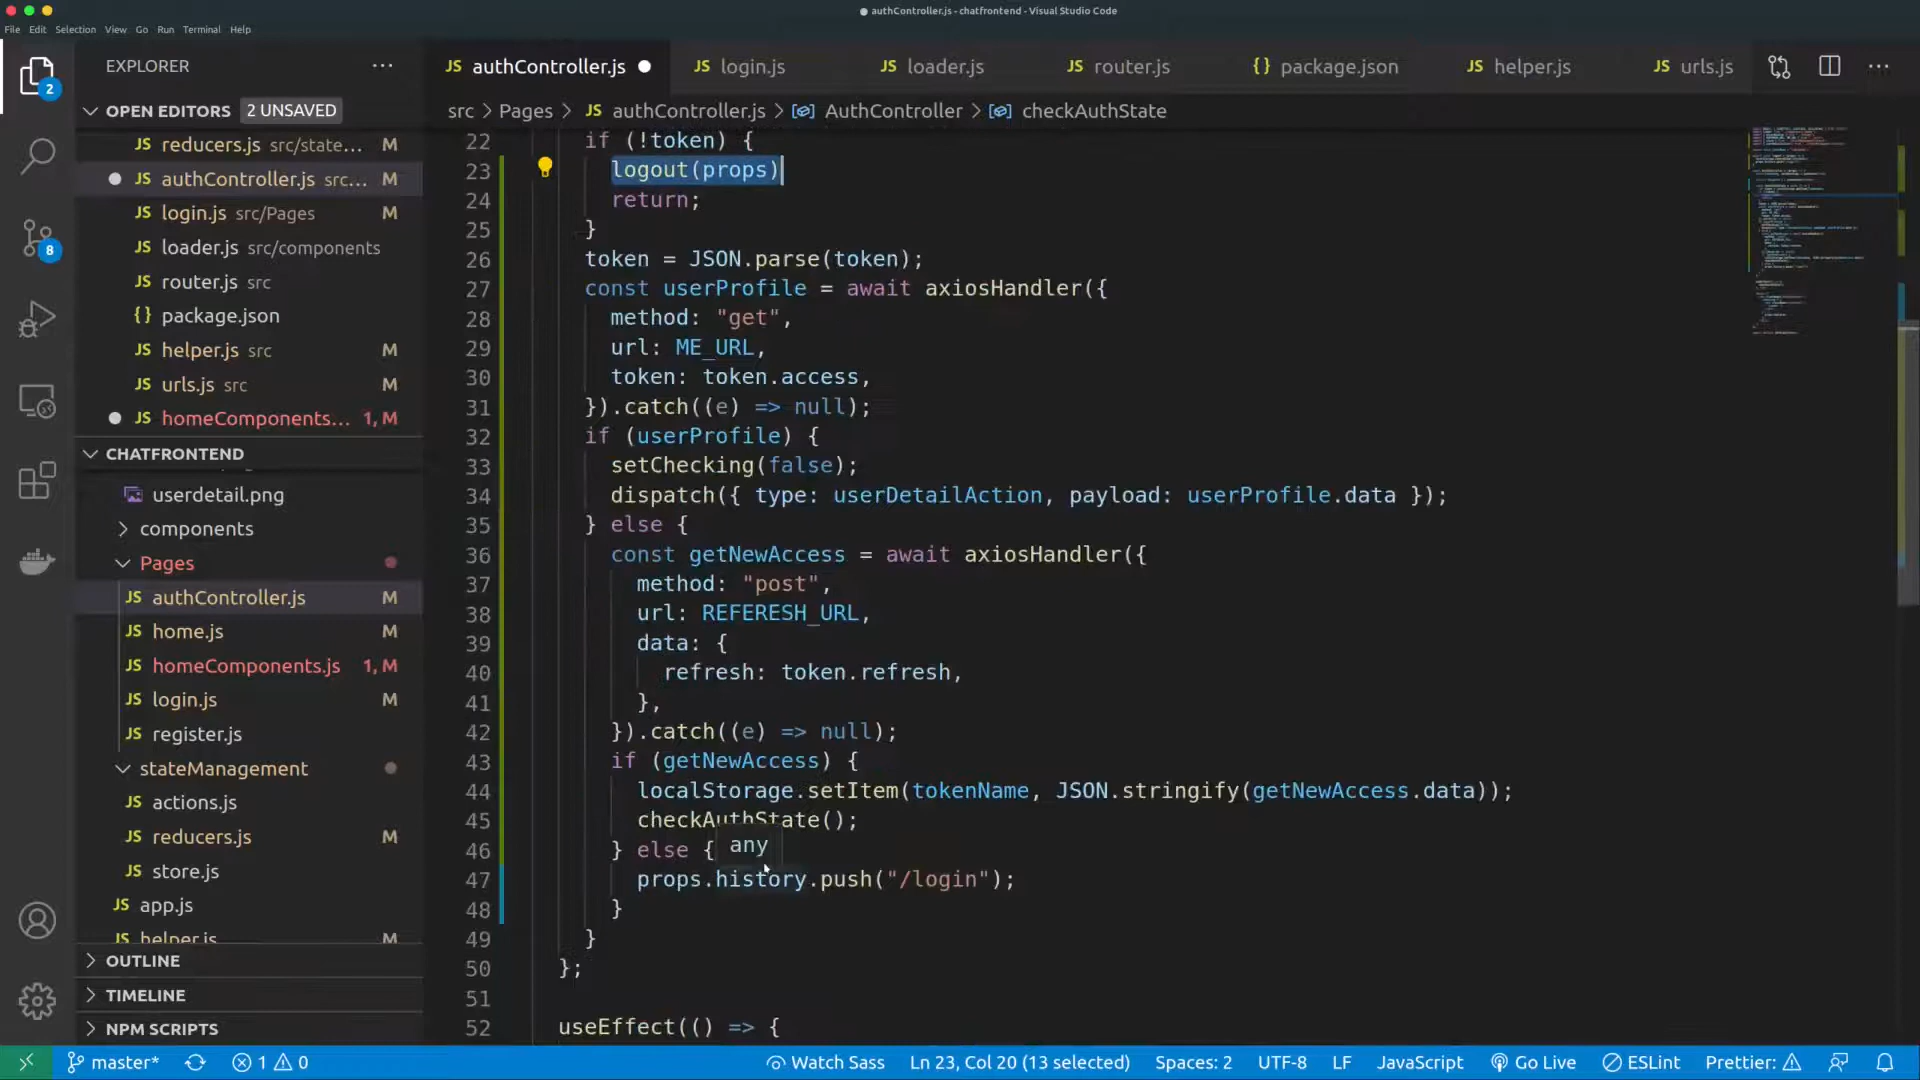 authController.js - chatfrontend - Visual Studio Code
File Edit Selection View Go Run Terminal Help
EXPLORER
authController.js
login.js
loader.js
router.js
package.json
helper.js
urls.js
OPEN EDITORS 2 UNSAVED
src > Pages > JS authController.js > AuthController > checkAuthState
JS reducers.js src/state... M
JS authController.js src... M
JS login.js src/Pages M
JS loader.js src/components
JS router.js src
{} package.json
JS helper.js src M
JS urls.js src M
JS homeComponents... 1, M
CHATFRONTEND
userdetail.png
components
Pages
JS authController.js M
JS home.js M
JS homeComponents.js 1, M
JS login.js M
JS register.js
stateManagement
JS actions.js
JS reducers.js M
JS store.js
JS app.js
JS helper.js M
OUTLINE
TIMELINE
NPM SCRIPTS
2
8
22 if (!token) {
23 logout(props)
24 return;
25 }
26 token = JSON.parse(token);
27 const userProfile = await axiosHandler({
28 method: "get",
29 url: ME_URL,
30 token: token.access,
31 }).catch((e) => null);
32 if (userProfile) {
33 setChecking(false);
34 dispatch({ type: userDetailAction, payload: userProfile.data });
35 } else {
36 const getNewAccess = await axiosHandler({
37 method: "post",
38 url: REFERESH_URL,
39 data: {
40 refresh: token.refresh,
41 },
42 }).catch((e) => null);
43 if (getNewAccess) {
44 localStorage.setItem(tokenName, JSON.stringify(getNewAccess.data));
45 checkAuthState();
46 } else {
any
47 props.history.push("/login");
48 }
49 }
50 };
51
52 useEffect(() => {
master* 1 0 Watch Sass Ln 23, Col 20 (13 selected) Spaces: 2 UTF-8 LF JavaScript Go Live ESLint Prettier: